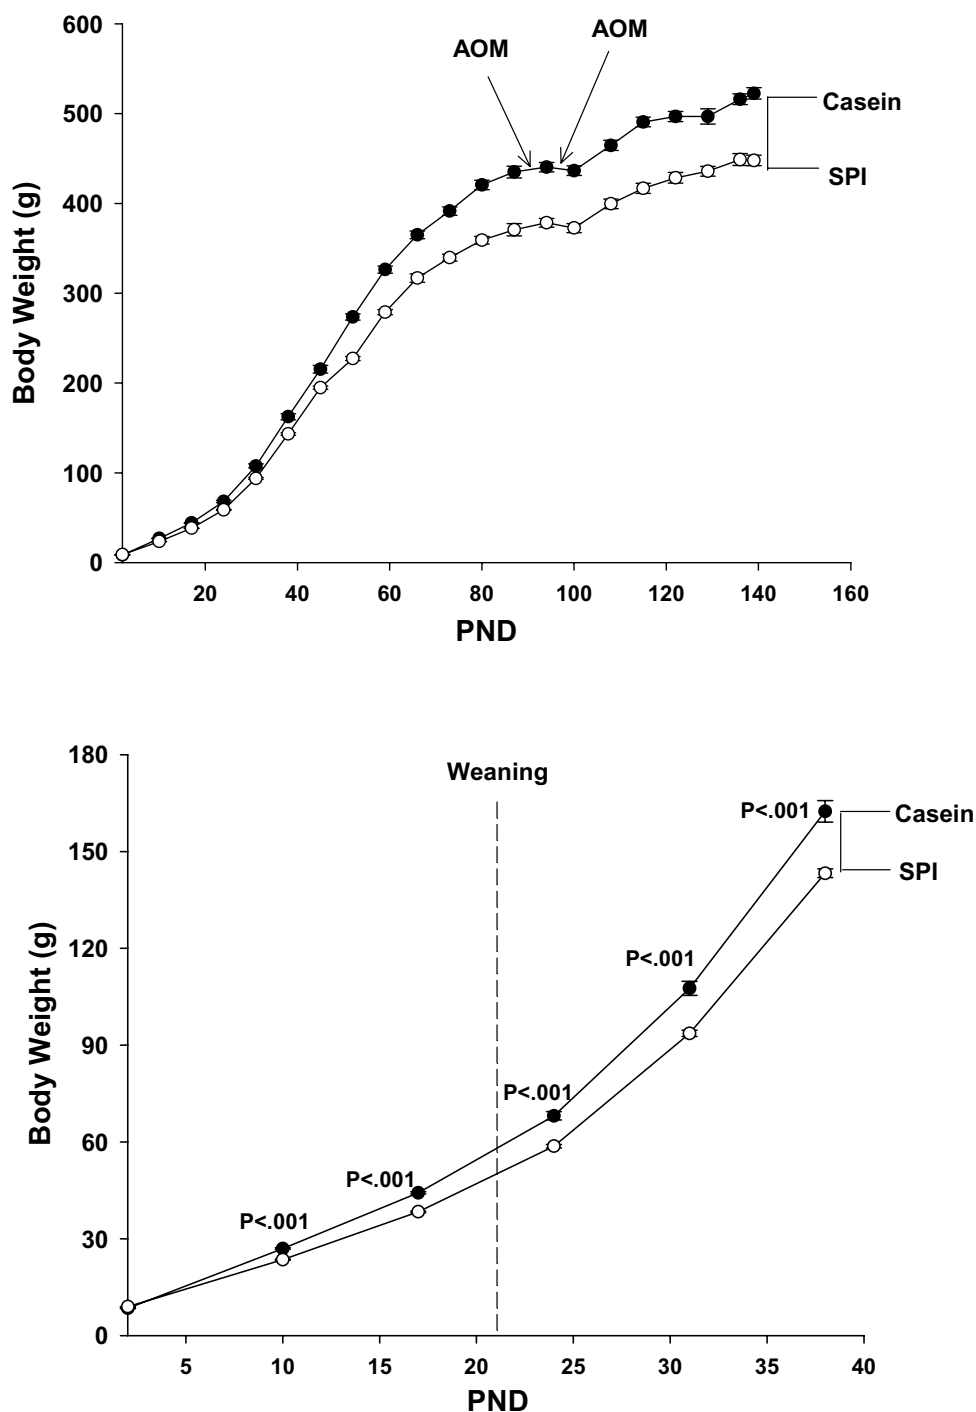 600
AOM
AOM
500
Casein
400
SPI
300
200
100
0
Body Weight (g)
20 40 60 80 100 120 140 160
PND
180
Weaning
P<.001
Casein
150
SPI
120
P<.001
90
P<.001
60
P<.001
P<.001
30
0
Body Weight (g)
5 10 15 20 25 30 35 40
PND